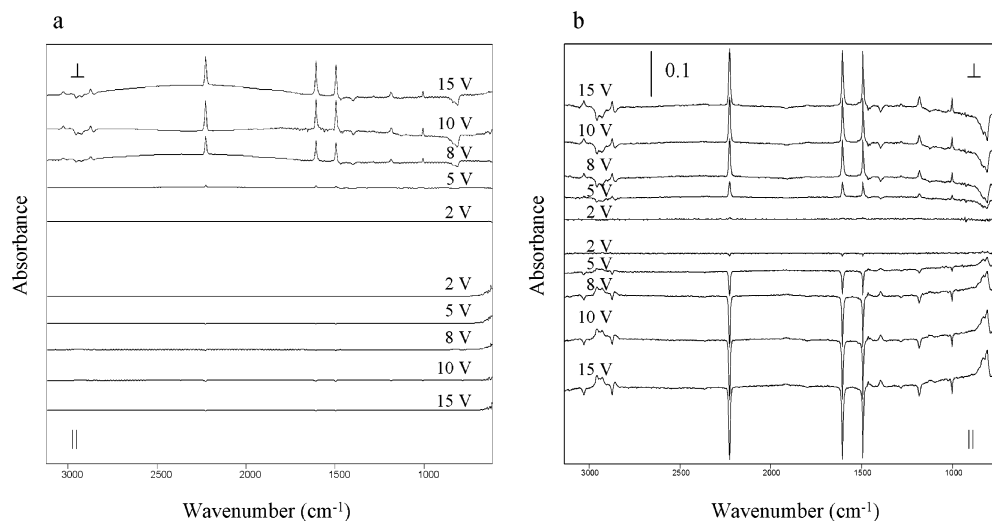 a
⊥
15 V
10 V
8 V
5 V
2 V
2 V
5 V
8 V
10 V
15 V
||
Absorbance
3000 2500 2000 1500 1000
Wavenumber (cm⁻¹)
b
0.1
⊥
15 V
10 V
8 V
5 V
2 V
2 V
5 V
8 V
10 V
15 V
||
Absorbance
3000 2500 2000 1500 1000
Wavenumber (cm⁻¹)